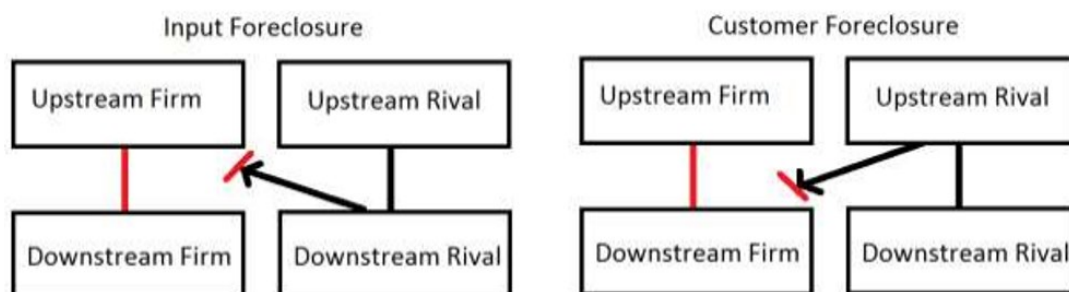 Input Foreclosure
Upstream Firm
Upstream Rival
Downstream Firm
Downstream Rival
Customer Foreclosure
Upstream Firm
Upstream Rival
Downstream Firm
Downstream Rival